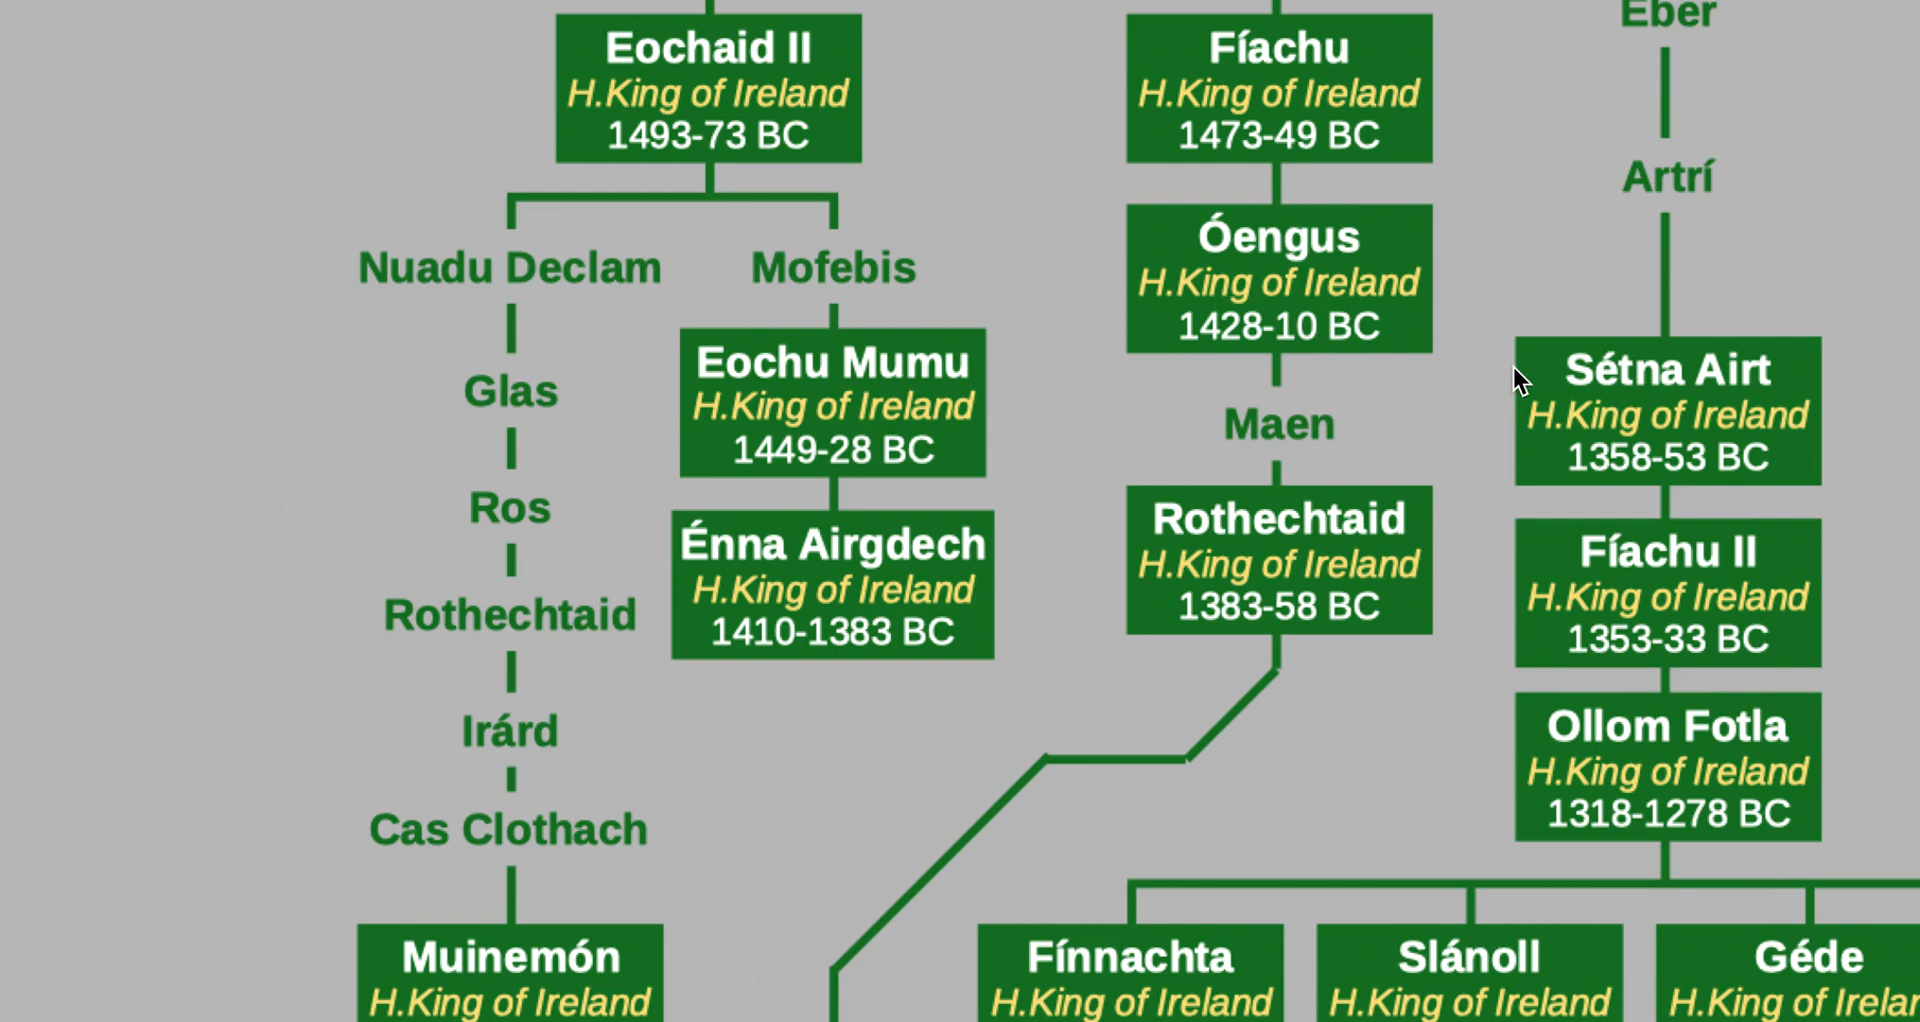 Eber
Eochaid II
H.King of Ireland
1493-73 BC
Fíachu
H.King of Ireland
1473-49 BC
Artrí
Nuadu Declam
Mofebis
Óengus
H.King of Ireland
1428-10 BC
Eochu Mumu
H.King of Ireland
1449-28 BC
Sétna Airt
H.King of Ireland
1358-53 BC
Glas
Maen
Ros
Énna Airgdech
H.King of Ireland
1410-1383 BC
Rothechtaid
H.King of Ireland
1383-58 BC
Fíachu II
H.King of Ireland
1353-33 BC
Rothechtaid
Irárd
Ollom Fotla
H.King of Ireland
1318-1278 BC
Cas Clothach
Muinemón
H.King of Ireland
Fínnachta
H.King of Ireland
Slánoll
H.King of Ireland
Géde
H.King of Irelar